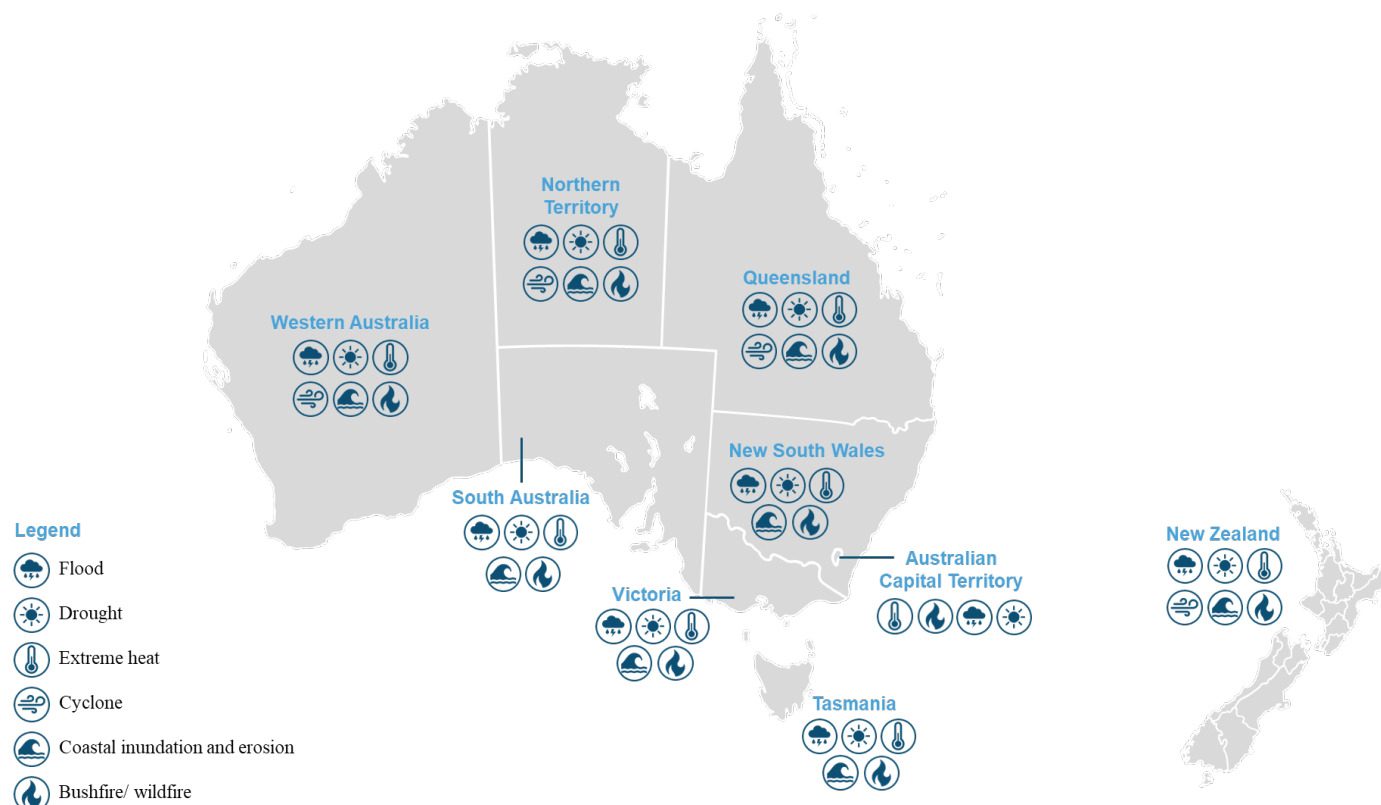 Northern
Territory
Queensland
Western Australia
New South Wales
South Australia
Legend
New Zealand
Australian
Capital Territory
Flood
Victoria
Drought
Extreme heat
Tasmania
Cyclone
Coastal inundation and erosion
Bushfire/ wildfire